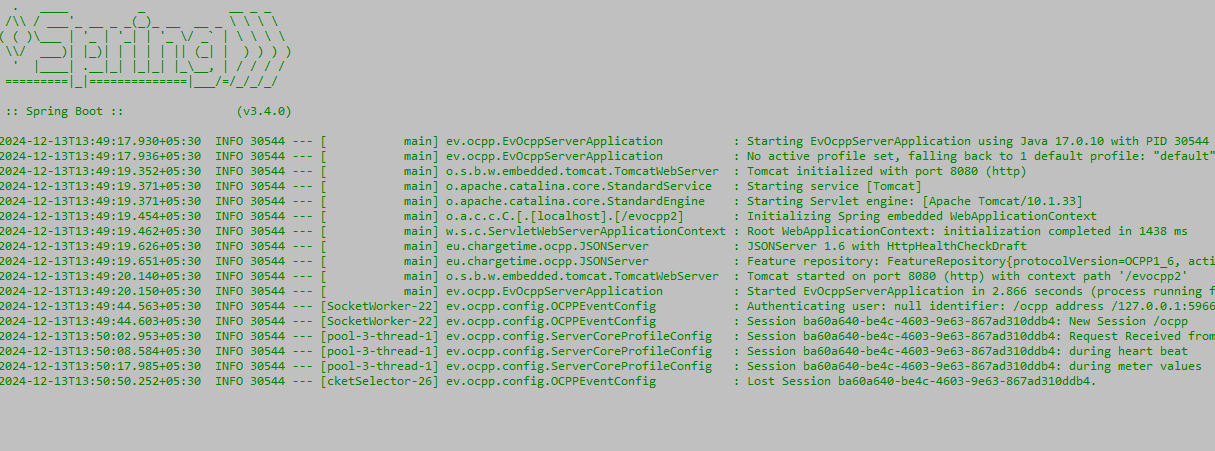 .   ____          _            __ _ _
 /\\ / ___'_ __ _ _(_)_ __  __ _ \ \ \ \
( ( )\___ | '_ | '_| | '_ \/ _` | \ \ \ \
 \\/  ___)| |_)| | | | | || (_| |  ) ) ) )
  '  |____| .__|_| |_|_| |_\__, | / / / /
 =========|_|==============|___/=/_/_/_/
 :: Spring Boot ::                (v3.4.0)
2024-12-13T13:49:17.930+05:30  INFO 30544 --- [           main] ev.ocpp.EvOcppServerApplication          : Starting EvOcppServerApplication using Java 17.0.10 with PID 30544
2024-12-13T13:49:17.936+05:30  INFO 30544 --- [           main] ev.ocpp.EvOcppServerApplication          : No active profile set, falling back to 1 default profile: "default"
2024-12-13T13:49:19.352+05:30  INFO 30544 --- [           main] o.s.b.w.embedded.tomcat.TomcatWebServer  : Tomcat initialized with port 8080 (http)
2024-12-13T13:49:19.371+05:30  INFO 30544 --- [           main] o.apache.catalina.core.StandardService   : Starting service [Tomcat]
2024-12-13T13:49:19.371+05:30  INFO 30544 --- [           main] o.apache.catalina.core.StandardEngine    : Starting Servlet engine: [Apache Tomcat/10.1.33]
2024-12-13T13:49:19.454+05:30  INFO 30544 --- [           main] o.a.c.c.C.[.[localhost].[/evocpp2]       : Initializing Spring embedded WebApplicationContext
2024-12-13T13:49:19.462+05:30  INFO 30544 --- [           main] w.s.c.ServletWebServerApplicationContext : Root WebApplicationContext: initialization completed in 1438 ms
2024-12-13T13:49:19.626+05:30  INFO 30544 --- [           main] eu.chargetime.ocpp.JSONServer            : JSONServer 1.6 with HttpHealthCheckDraft
2024-12-13T13:49:19.651+05:30  INFO 30544 --- [           main] eu.chargetime.ocpp.JSONServer            : Feature repository: FeatureRepository{protocolVersion=OCPP1_6, acti
2024-12-13T13:49:20.140+05:30  INFO 30544 --- [           main] o.s.b.w.embedded.tomcat.TomcatWebServer  : Tomcat started on port 8080 (http) with context path '/evocpp2'
2024-12-13T13:49:20.150+05:30  INFO 30544 --- [           main] ev.ocpp.EvOcppServerApplication          : Started EvOcppServerApplication in 2.866 seconds (process running f
2024-12-13T13:49:44.563+05:30  INFO 30544 --- [SocketWorker-22] ev.ocpp.config.OCPPEventConfig           : Authenticating user: null identifier: /ocpp address /127.0.0.1:5966
2024-12-13T13:49:44.603+05:30  INFO 30544 --- [SocketWorker-22] ev.ocpp.config.OCPPEventConfig           : Session ba60a640-be4c-4603-9e63-867ad310ddb4: New Session /ocpp
2024-12-13T13:50:02.953+05:30  INFO 30544 --- [pool-3-thread-1] ev.ocpp.config.ServerCoreProfileConfig   : Session ba60a640-be4c-4603-9e63-867ad310ddb4: Request Received from
2024-12-13T13:50:08.584+05:30  INFO 30544 --- [pool-3-thread-1] ev.ocpp.config.ServerCoreProfileConfig   : Session ba60a640-be4c-4603-9e63-867ad310ddb4: during heart beat
2024-12-13T13:50:17.985+05:30  INFO 30544 --- [pool-3-thread-1] ev.ocpp.config.ServerCoreProfileConfig   : Session ba60a640-be4c-4603-9e63-867ad310ddb4: during meter values
2024-12-13T13:50:50.252+05:30  INFO 30544 --- [cketSelector-26] ev.ocpp.config.OCPPEventConfig           : Lost Session ba60a640-be4c-4603-9e63-867ad310ddb4.